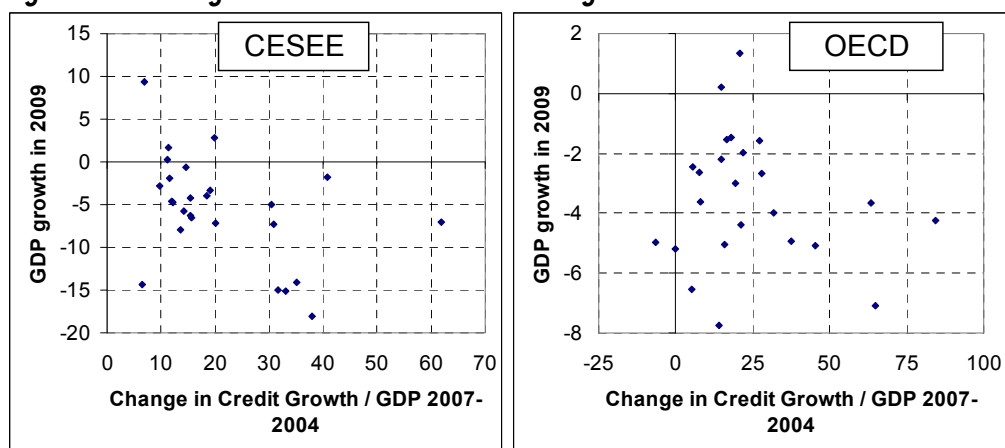 CESEE
15
10
5
0
-5
-10
-15
-20
0 10 20 30 40 50 60 70
GDP growth in 2009
Change in Credit Growth / GDP 2007-
2004
OECD
2
0
-2
-4
-6
-8
-25 0 25 50 75 100
GDP growth in 2009
Change in Credit Growth / GDP 2007-
2004